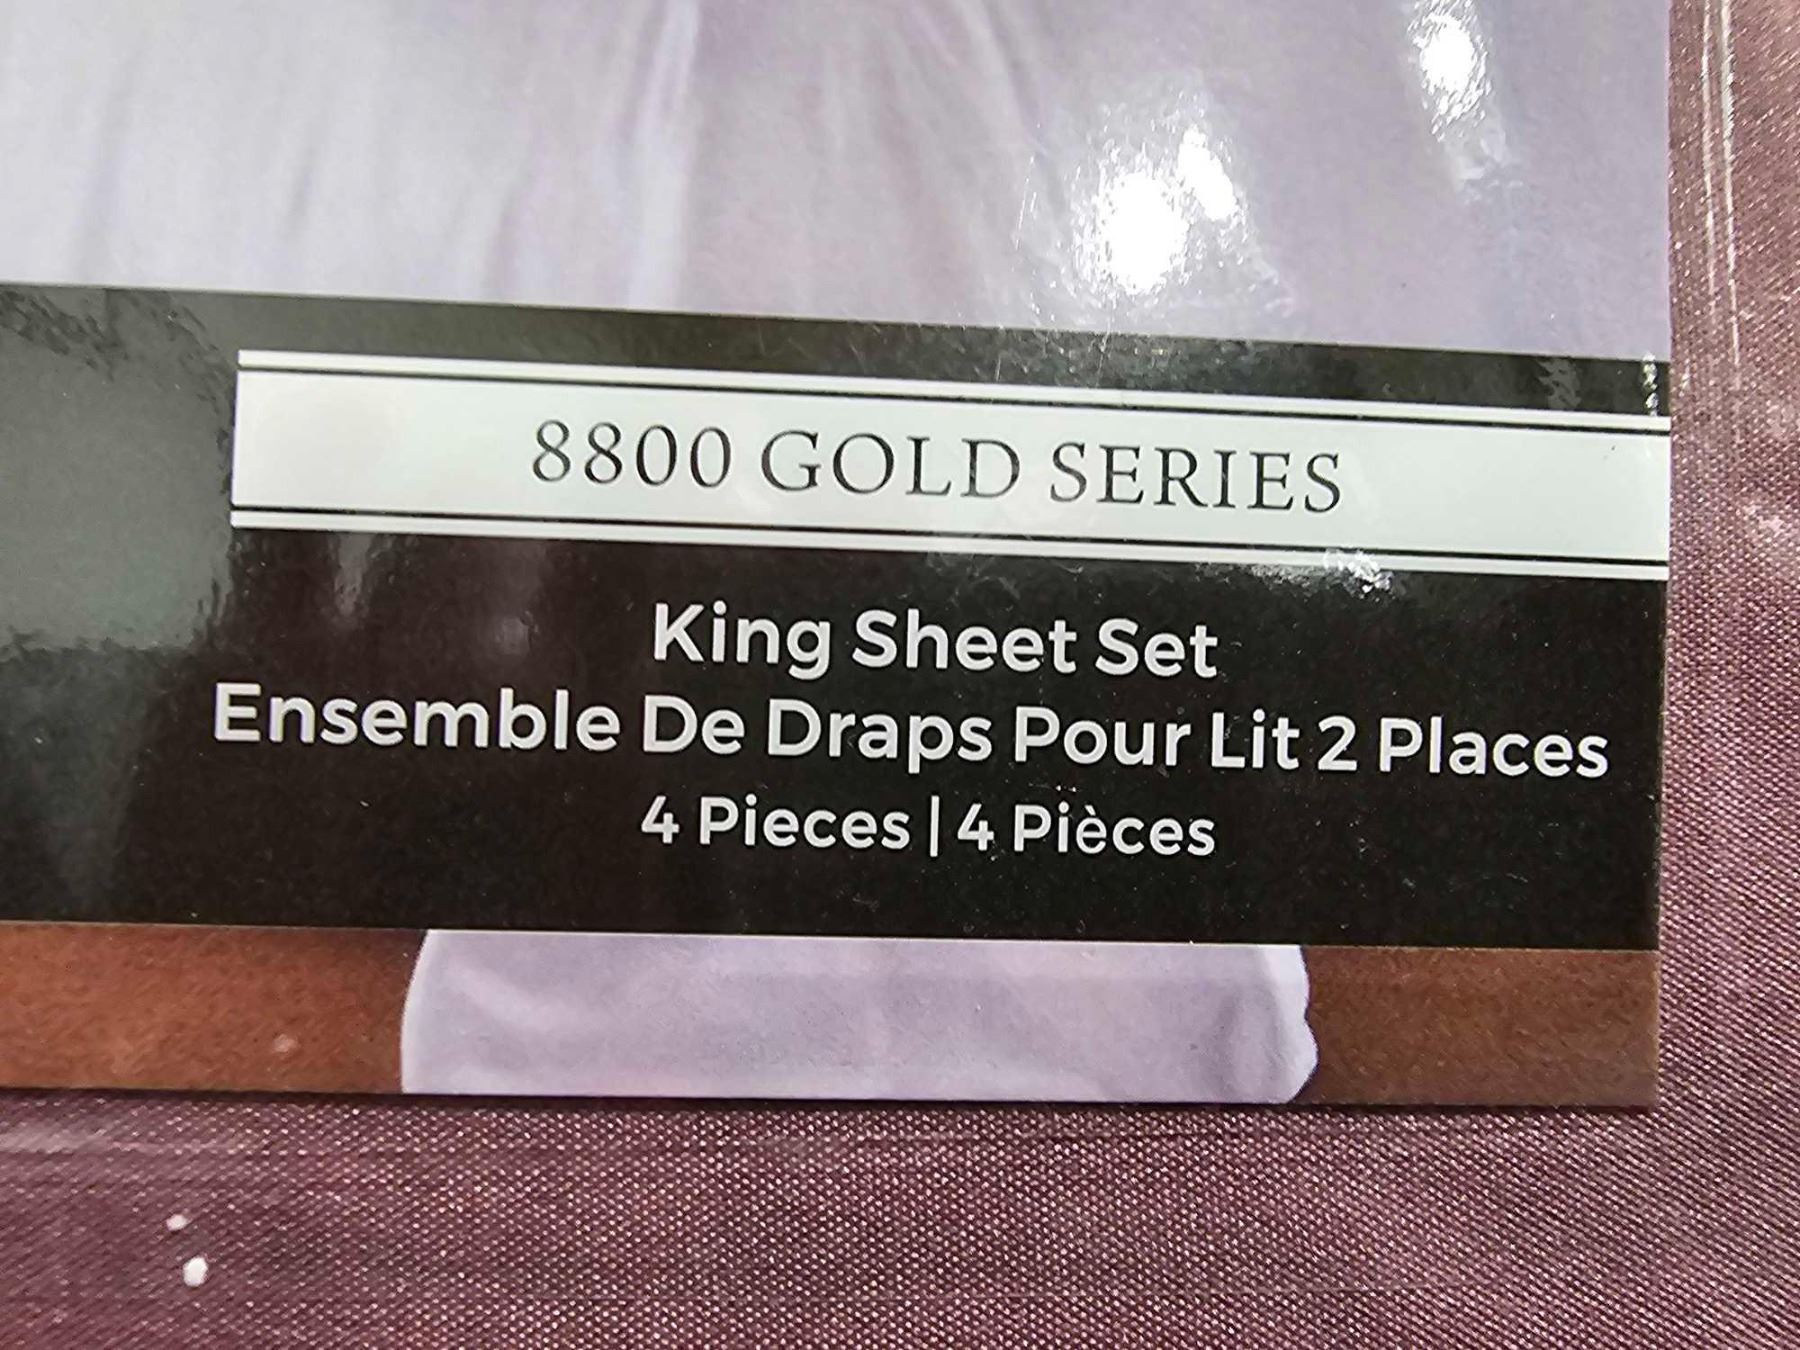 8800 GOLD SERIES
King Sheet Set
Ensemble De Draps Pour Lit 2 Places
4 Pieces | 4 Pièces